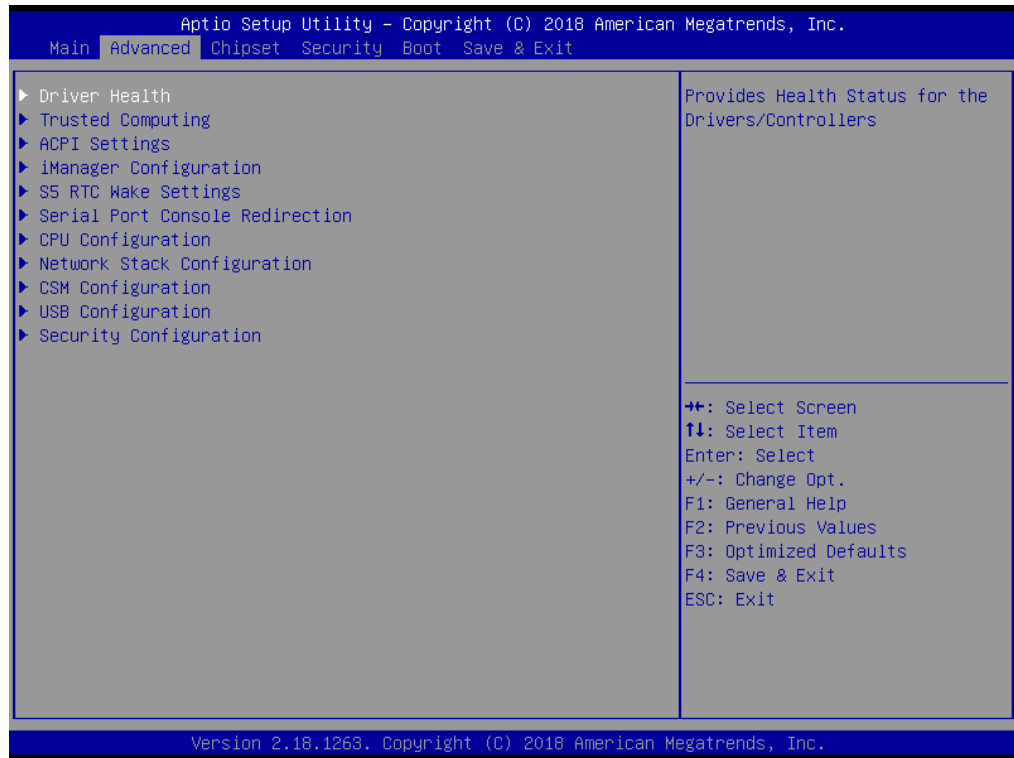 Aptio Setup Utility – Copyright (C) 2018 American Megatrends, Inc.
Main Advanced Chipset Security Boot Save & Exit
▶ Driver Health
▶ Trusted Computing
▶ ACPI Settings
▶ iManager Configuration
▶ S5 RTC Wake Settings
▶ Serial Port Console Redirection
▶ CPU Configuration
▶ Network Stack Configuration
▶ CSM Configuration
▶ USB Configuration
▶ Security Configuration
Provides Health Status for the
Drivers/Controllers
→←: Select Screen
↑↓: Select Item
Enter: Select
+/-: Change Opt.
F1: General Help
F2: Previous Values
F3: Optimized Defaults
F4: Save & Exit
ESC: Exit
Version 2.18.1263. Copyright (C) 2018 American Megatrends, Inc.